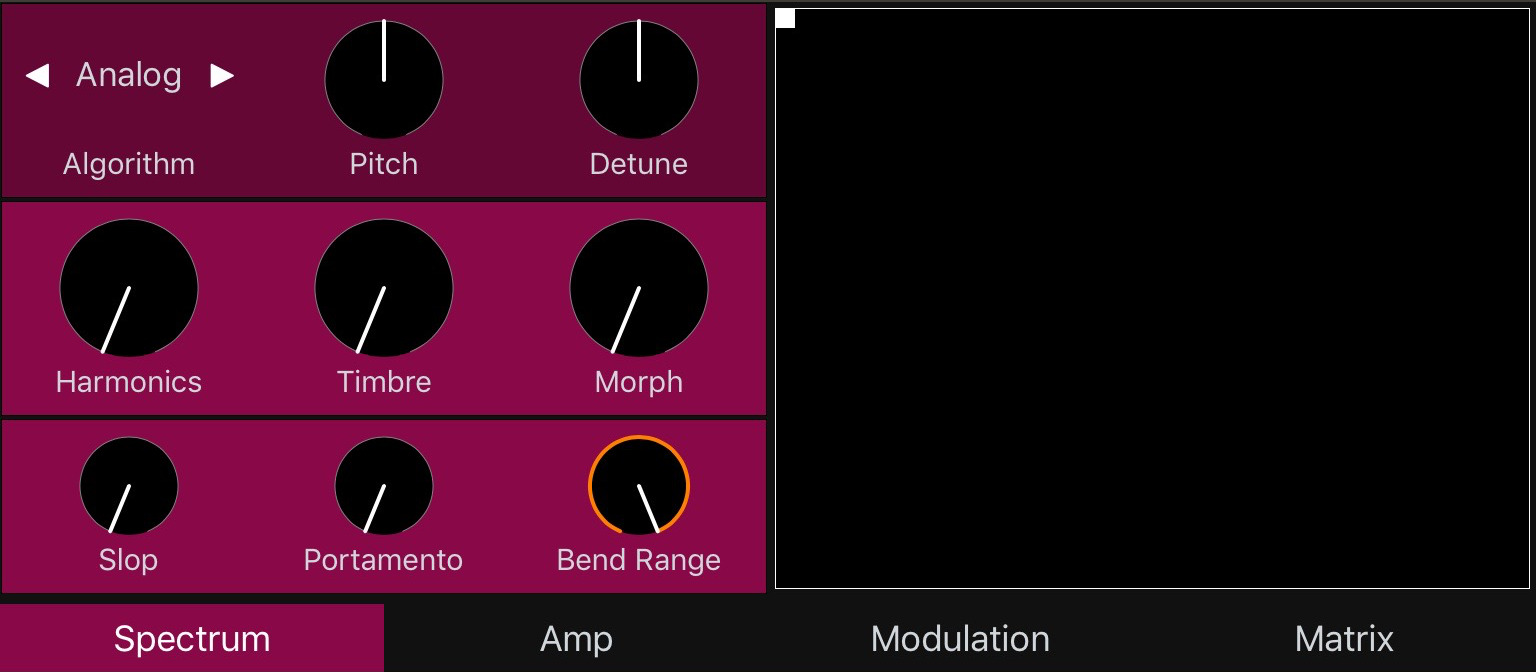 Analog
Algorithm
Pitch
Detune
Harmonics
Timbre
Morph
Slop
Portamento
Bend Range
Spectrum
Amp
Modulation
Matrix